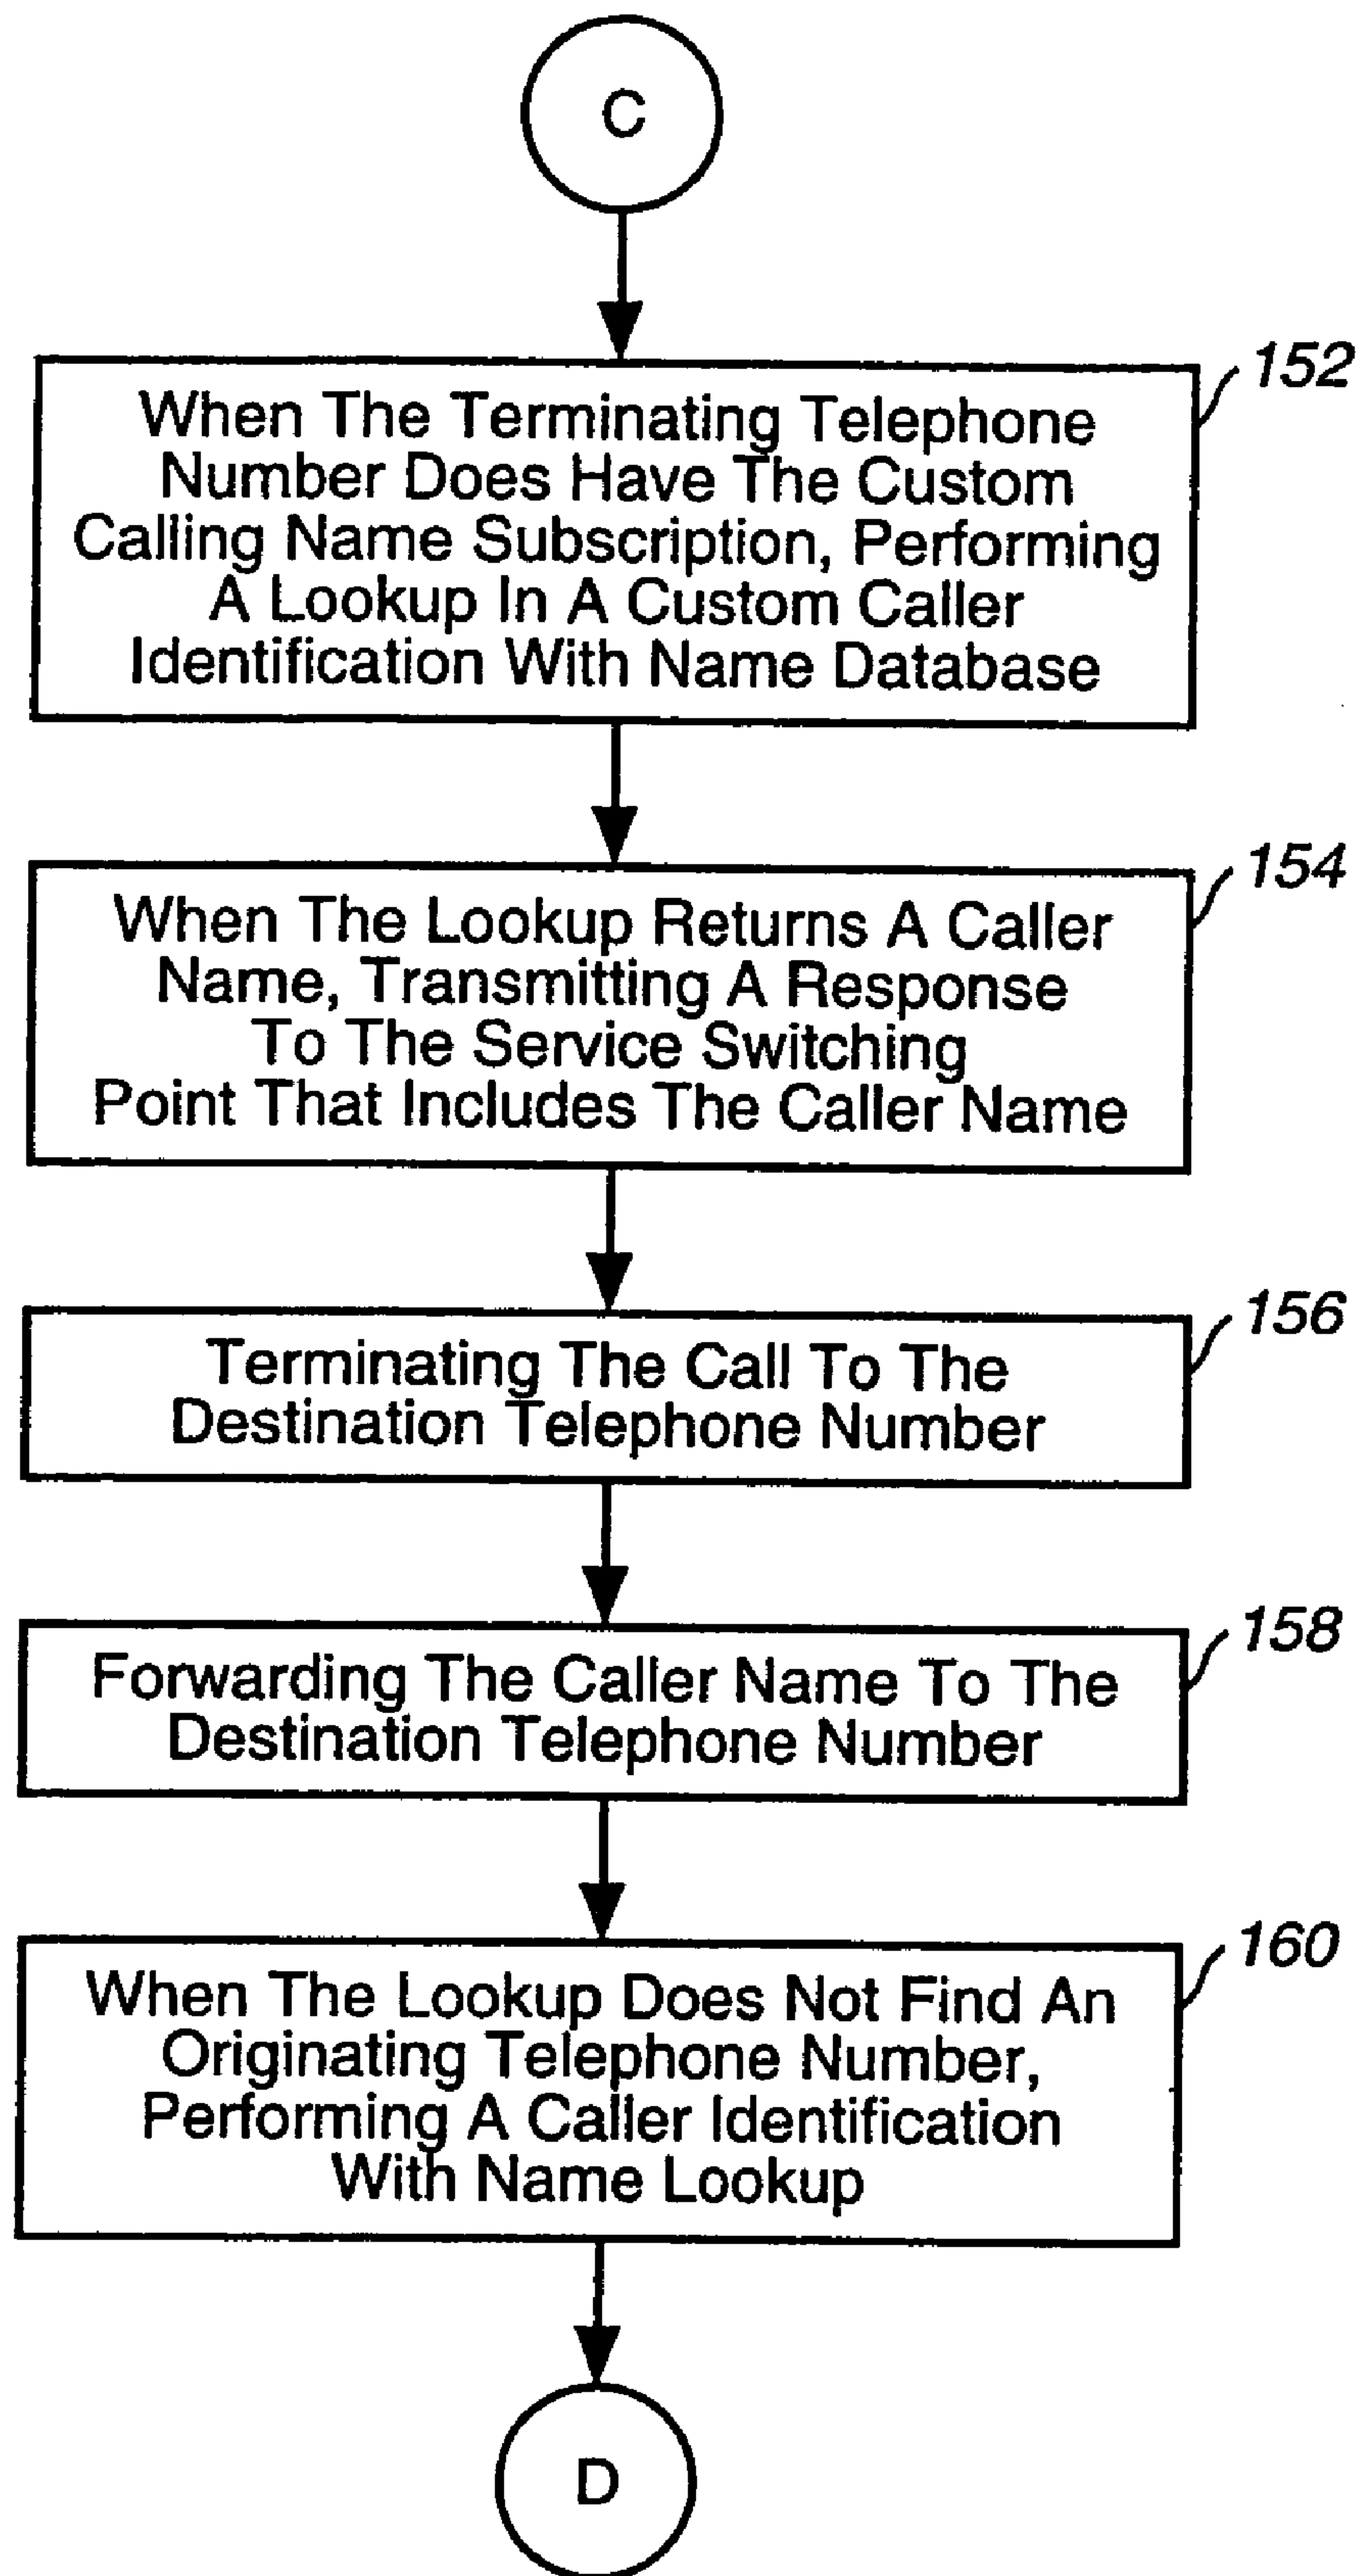 C
152
When The Terminating Telephone
Number Does Have The Custom
Calling Name Subscription, Performing
A Lookup In A Custom Caller
Identification With Name Database
154
When The Lookup Returns A Caller
Name, Transmitting A Response
To The Service Switching
Point That Includes The Caller Name
156
Terminating The Call To The
Destination Telephone Number
158
Forwarding The Caller Name To The
Destination Telephone Number
160
When The Lookup Does Not Find An
Originating Telephone Number,
Performing A Caller Identification
With Name Lookup
D